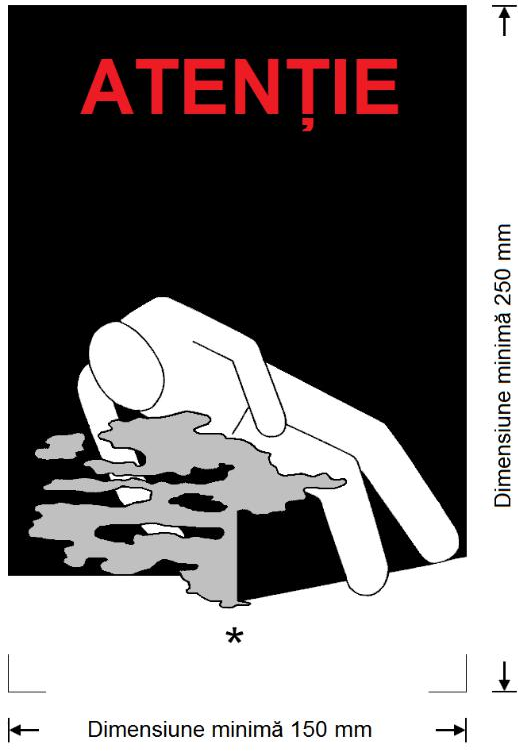 ATENȚIE
Dimensiune minimă 250 mm
*
Dimensiune minimă 150 mm